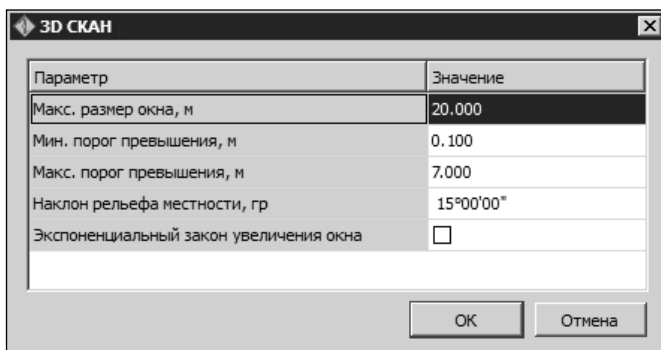 3D СКАН
Параметр Значение
Макс. размер окна, м 20.000
Мин. порог превышения, м 0.100
Макс. порог превышения, м 7.000
Наклон рельефа местности, гр 15°00'00"
Экспоненциальный закон увеличения окна
ОК Отмена